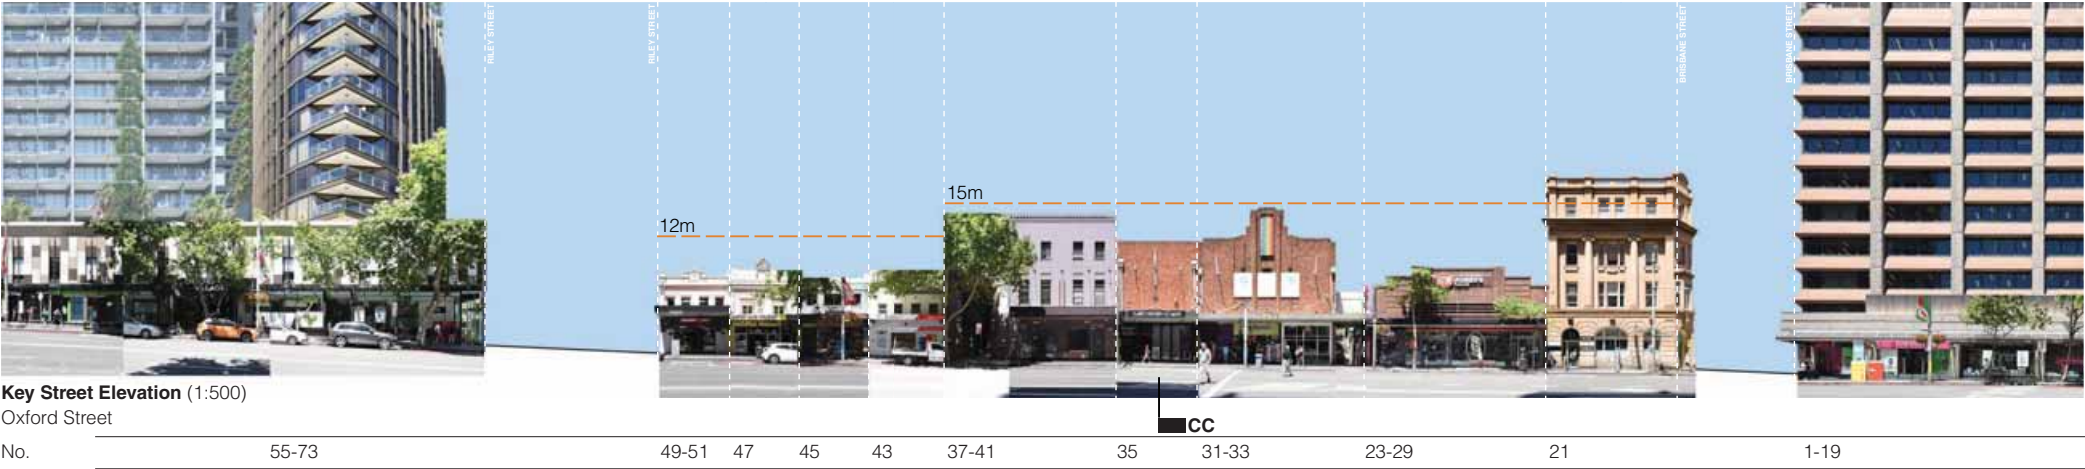 RILEY STREET
RILEY STREET
BRISBANE STREET
BRISBANE STREET
15m
12m
Key Street Elevation (1:500)
Oxford Street
CC
No. 55-73 49-51 47 45 43 37-41 35 31-33 23-29 21 1-19